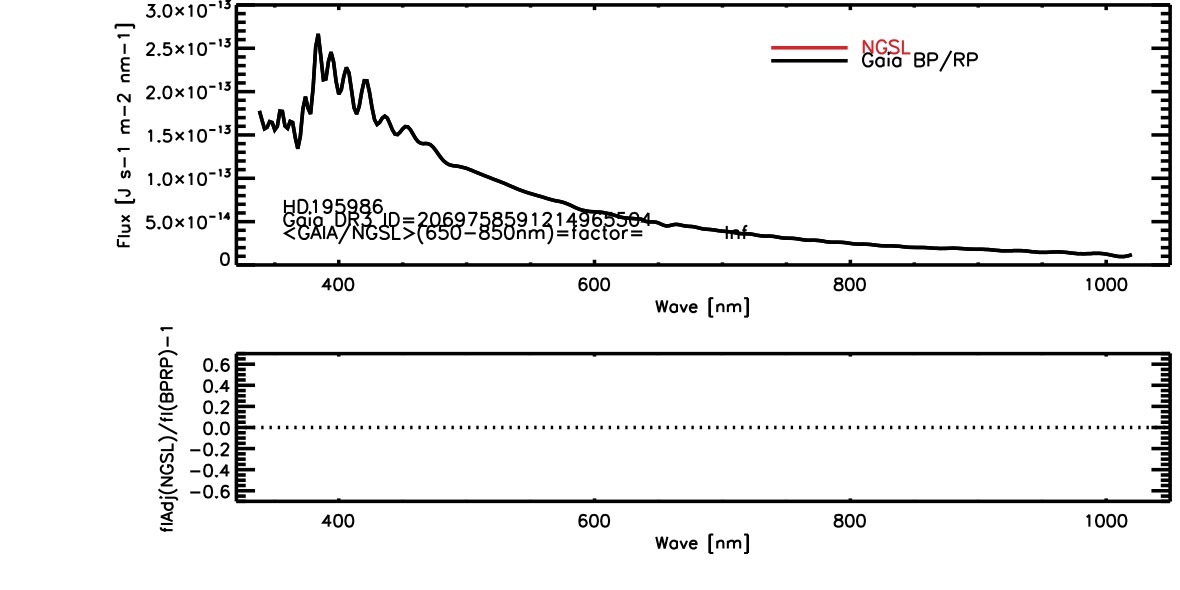 3.0×10−13
2.5×10−13
2.0×10−13
1.5×10−13
1.0×10−13
5.0×10−14
0
Flux [J s−1 m−2 nm−1]
NGSL
Gaia BP/RP
HD195986
Gaia DR3 ID=2069758591214965504
<GAIA/NGSL>(650−850nm)=factor= Inf
400 600 800 1000
Wave [nm]
flAdj(NGSL)/fl(BPRP)−1
0.6
0.4
0.2
0.0
−0.2
−0.4
−0.6
400 600 800 1000
Wave [nm]